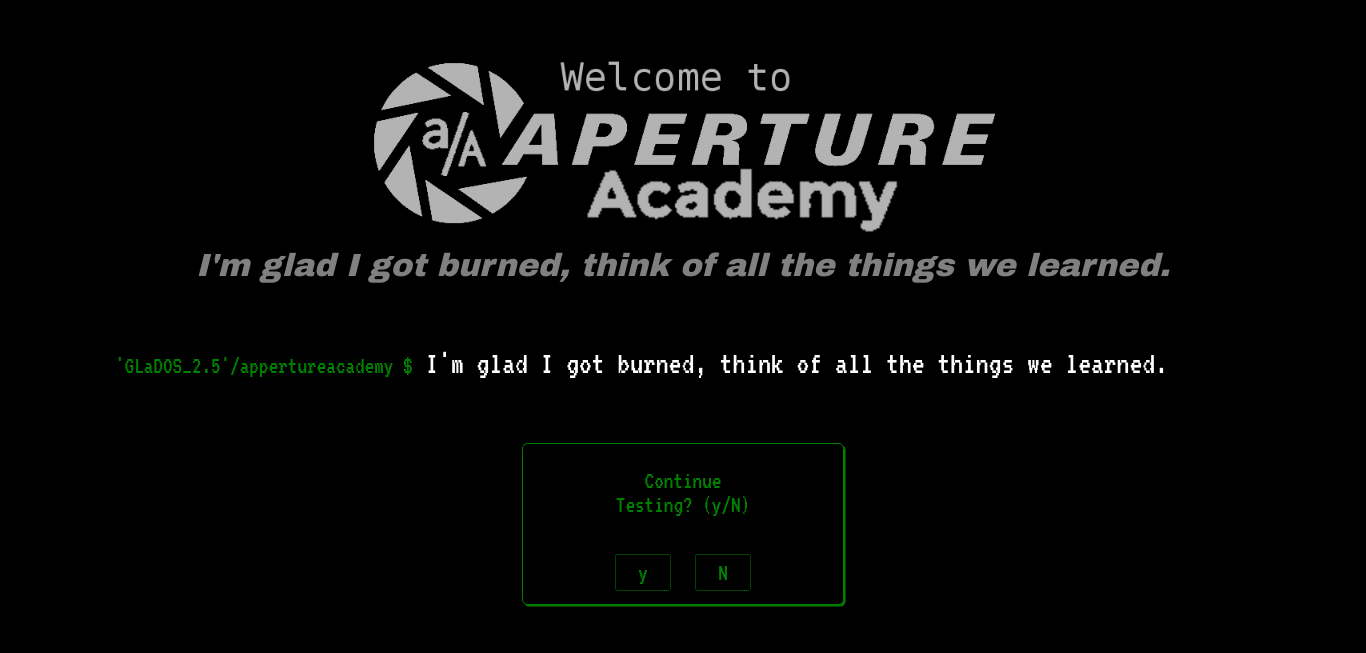 Welcome to
a/A APERTURE
Academy
I'm glad I got burned, think of all the things we learned.
'GLaDOS_2.5'/appertureacademy $ I'm glad I got burned, think of all the things we learned.
Continue
Testing? (y/N)
y N